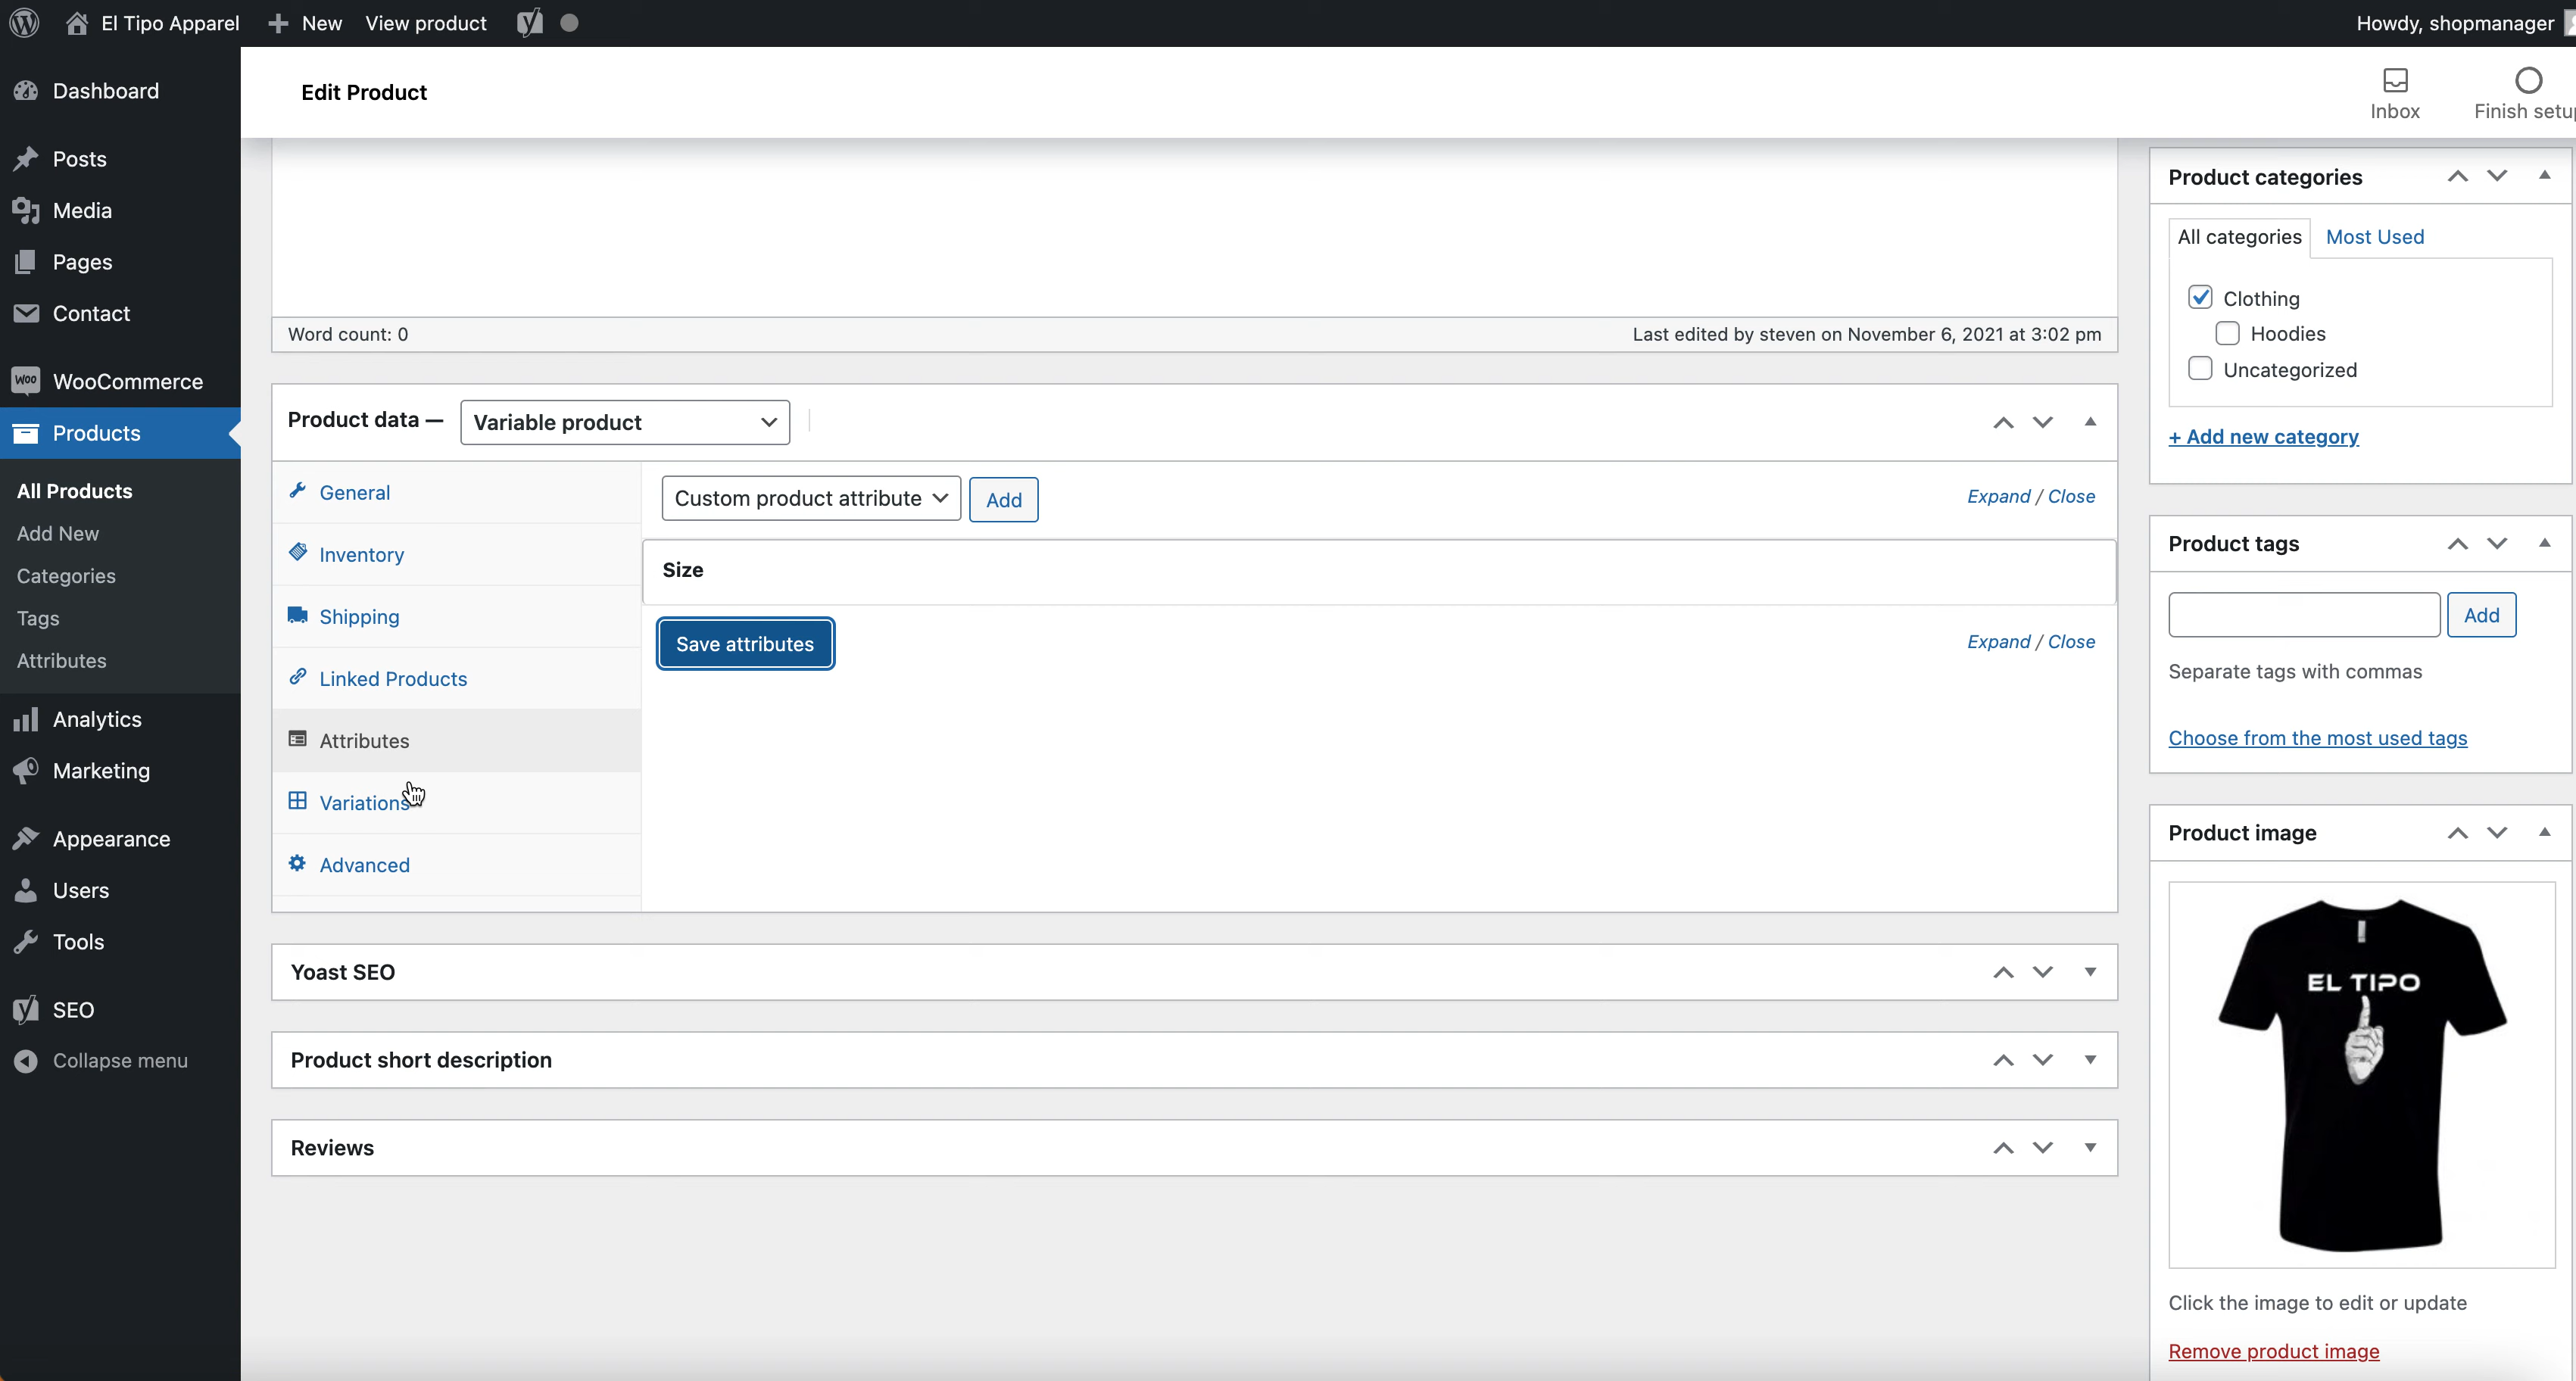 El Tipo Apparel
New
View product
Howdy, shopmanager
Edit Product
Inbox
Finish setu
Dashboard
Posts
Media
Pages
Contact
Woo WooCommerce
Products
All Products
Add New
Categories
Tags
Attributes
Analytics
Marketing
Appearance
Users
Tools
SEO
Collapse menu
Word count: 0
Last edited by steven on November 6, 2021 at 3:02 pm
Product data —
Variable product
General
Inventory
Shipping
Linked Products
Attributes
Variations
Advanced
Custom product attribute
Add
Expand / Close
Size
Save attributes
Expand / Close
Yoast SEO
Product short description
Reviews
Product categories
All categories
Most Used
Clothing
Hoodies
Uncategorized
+ Add new category
Product tags
Add
Separate tags with commas
Choose from the most used tags
Product image
EL TIPO
Click the image to edit or update
Remove product image